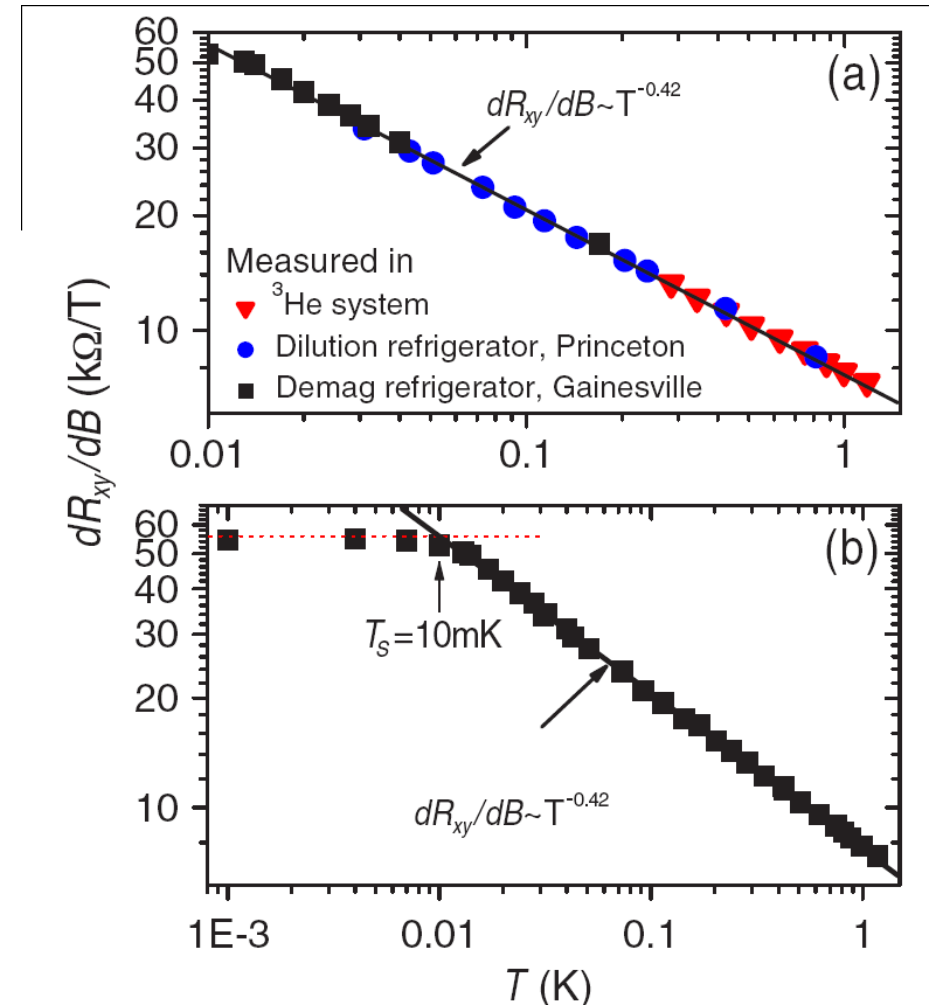 60
50
40
30
20
10
(a)
dR_xy/dB~T^-0.42
Measured in
³He system
Dilution refrigerator, Princeton
Demag refrigerator, Gainesville
0.01 0.1 1
dR_xy/dB (kΩ/T)
60
50
40
30
20
10
(b)
T_S=10mK
dR_xy/dB~T^-0.42
1E-3 0.01 0.1 1
T (K)